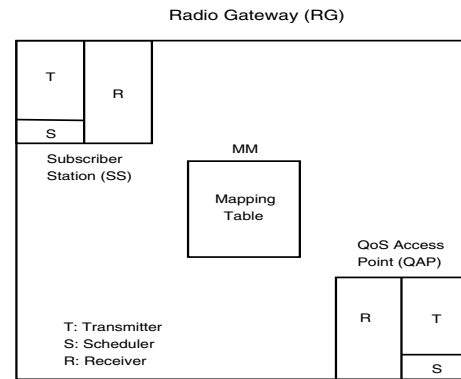 Radio Gateway (RG)
T
R
S
Subscriber
Station (SS)
MM
Mapping
Table
QoS Access
Point (QAP)
R
T
S
T: Transmitter
S: Scheduler
R: Receiver